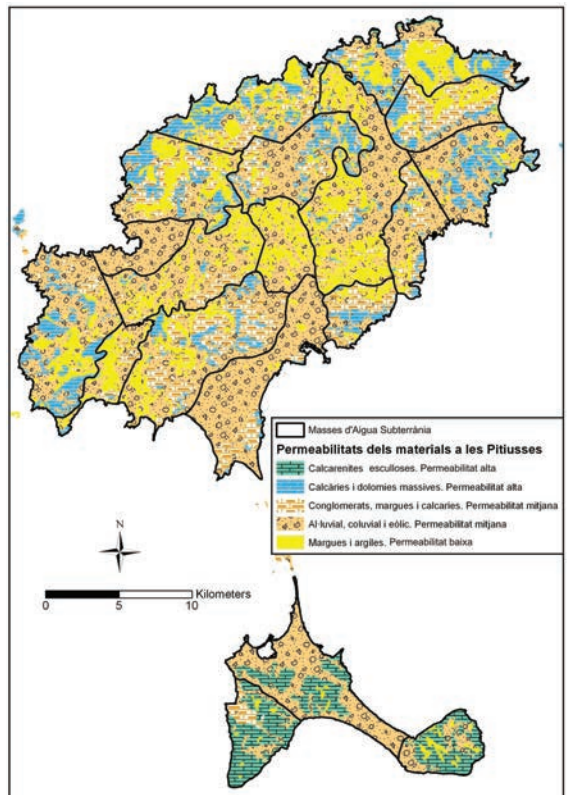 Masses d'Aigua Subterrània
Permeabilitats dels materials a les Pitiusses
Calcarenites esculloses. Permeabilitat alta
Calcàries i dolomies massives. Permeabilitat alta
Conglomerats, margues i calcaries. Permeabilitat mitjana
Al·luvial, coluvial i eòlic. Permeabilitat mitjana
Margues i argiles. Permeabilitat baixa
N
Kilometers
0 5 10